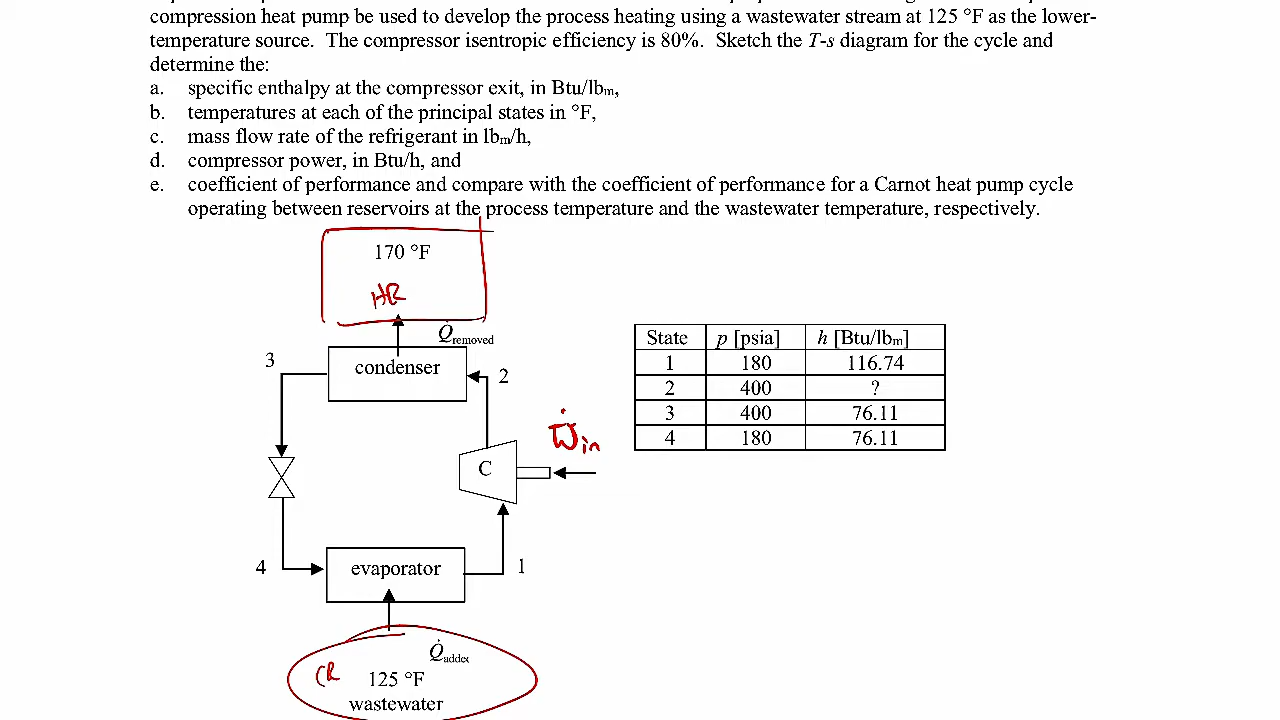 compression heat pump be used to develop the process heating using a wastewater stream at 125 °F as the lower-
temperature source. The compressor isentropic efficiency is 80%. Sketch the T-s diagram for the cycle and
determine the:
a. specific enthalpy at the compressor exit, in Btu/lbm,
b. temperatures at each of the principal states in °F,
c. mass flow rate of the refrigerant in lbm/h,
d. compressor power, in Btu/h, and
e. coefficient of performance and compare with the coefficient of performance for a Carnot heat pump cycle
operating between reservoirs at the process temperature and the wastewater temperature, respectively.
170 °F
HR
Q̇removed
condenser
3
2
Ẇin
C
4
evaporator
1
Q̇added
CR
125 °F
wastewater
State p [psia] h [Btu/lbm]
1 180 116.74
2 400 ?
3 400 76.11
4 180 76.11